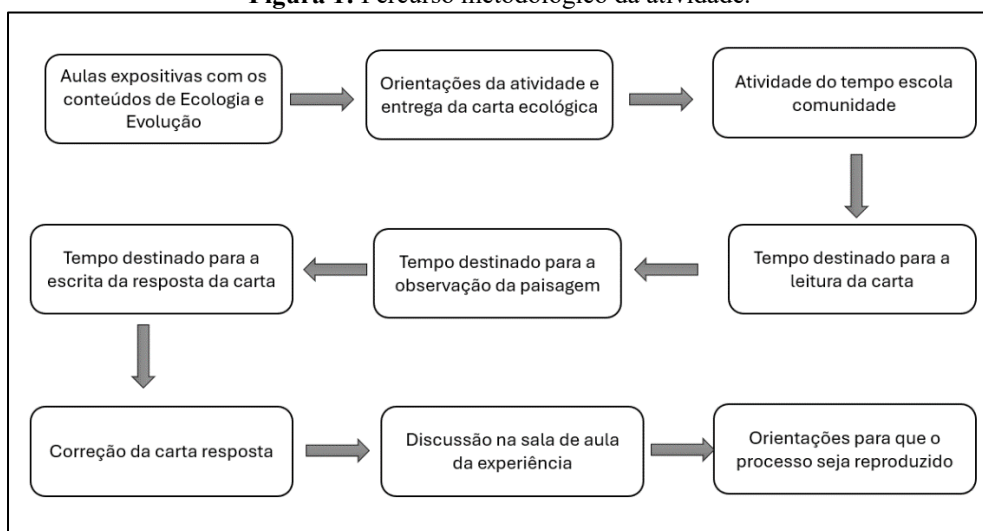 Figura 1. Percurso metodológico da atividade.
Aulas expositivas com os
conteúdos de Ecologia e
Evolução
Orientações da atividade e
entrega da carta ecológica
Atividade do tempo escola
comunidade
Tempo destinado para a
leitura da carta
Tempo destinado para a
observação da paisagem
Tempo destinado para a
escrita da resposta da carta
Correção da carta resposta
Discussão na sala de aula
da experiência
Orientações para que o
processo seja reproduzido